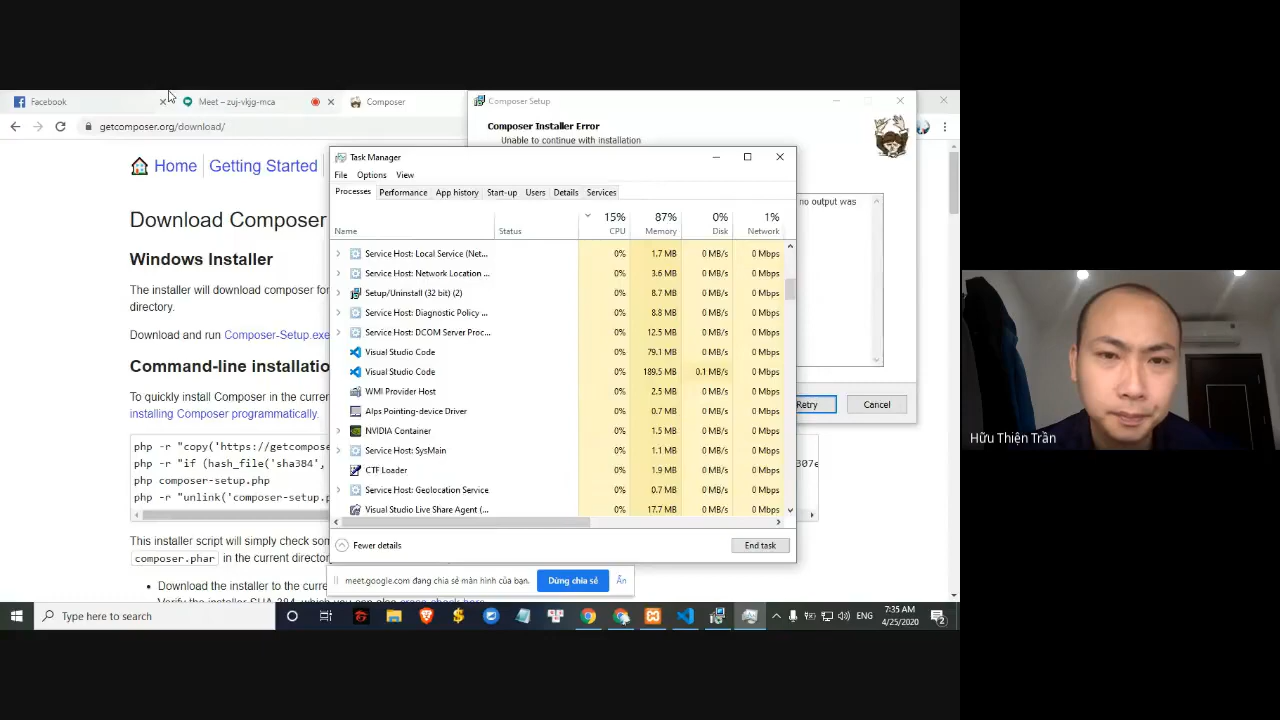 Facebook
Meet – zuj-vkjg-mca
Composer
getcomposer.org/download/
Home
Getting Started
Download Composer
Windows Installer
The installer will download composer for
directory.
Download and run Composer-Setup.exe
Command-line installatio
To quickly install Composer in the curren
installing Composer programmatically.
php -r "copy('https://getcompose
php -r "if (hash_file('sha384',
php composer-setup.php
php -r "unlink('composer-setup.p
This installer script will simply check som
composer.phar in the current directo
• Download the installer to the curre
Composer Setup
Composer Installer Error
Unable to continue with installation
no output was
Retry
Cancel
307e
Task Manager
File Options View
Processes Performance App history Start-up Users Details Services
15% 87% 0% 1%
Name Status CPU Memory Disk Network
Service Host: Local Service (Net... 0% 1.7 MB 0 MB/s 0 Mbps
Service Host: Network Location ... 0% 3.6 MB 0 MB/s 0 Mbps
Setup/Uninstall (32 bit) (2) 0% 8.7 MB 0 MB/s 0 Mbps
Service Host: Diagnostic Policy ... 0% 8.8 MB 0 MB/s 0 Mbps
Service Host: DCOM Server Proc... 0% 12.5 MB 0 MB/s 0 Mbps
Visual Studio Code 0% 79.1 MB 0 MB/s 0 Mbps
Visual Studio Code 0% 189.5 MB 0.1 MB/s 0 Mbps
WMI Provider Host 0% 2.5 MB 0 MB/s 0 Mbps
Alps Pointing-device Driver 0% 0.7 MB 0 MB/s 0 Mbps
NVIDIA Container 0% 1.5 MB 0 MB/s 0 Mbps
Service Host: SysMain 0% 1.1 MB 0 MB/s 0 Mbps
CTF Loader 0% 1.9 MB 0 MB/s 0 Mbps
Service Host: Geolocation Service 0% 0.7 MB 0 MB/s 0 Mbps
Visual Studio Live Share Agent (... 0% 17.7 MB 0 MB/s 0 Mbps
Fewer details
End task
meet.google.com đang chia sẻ màn hình của bạn.
Dừng chia sẻ
Ẩn
Type here to search
ENG
7:35 AM
4/25/2020
2
Hữu Thiện Trần